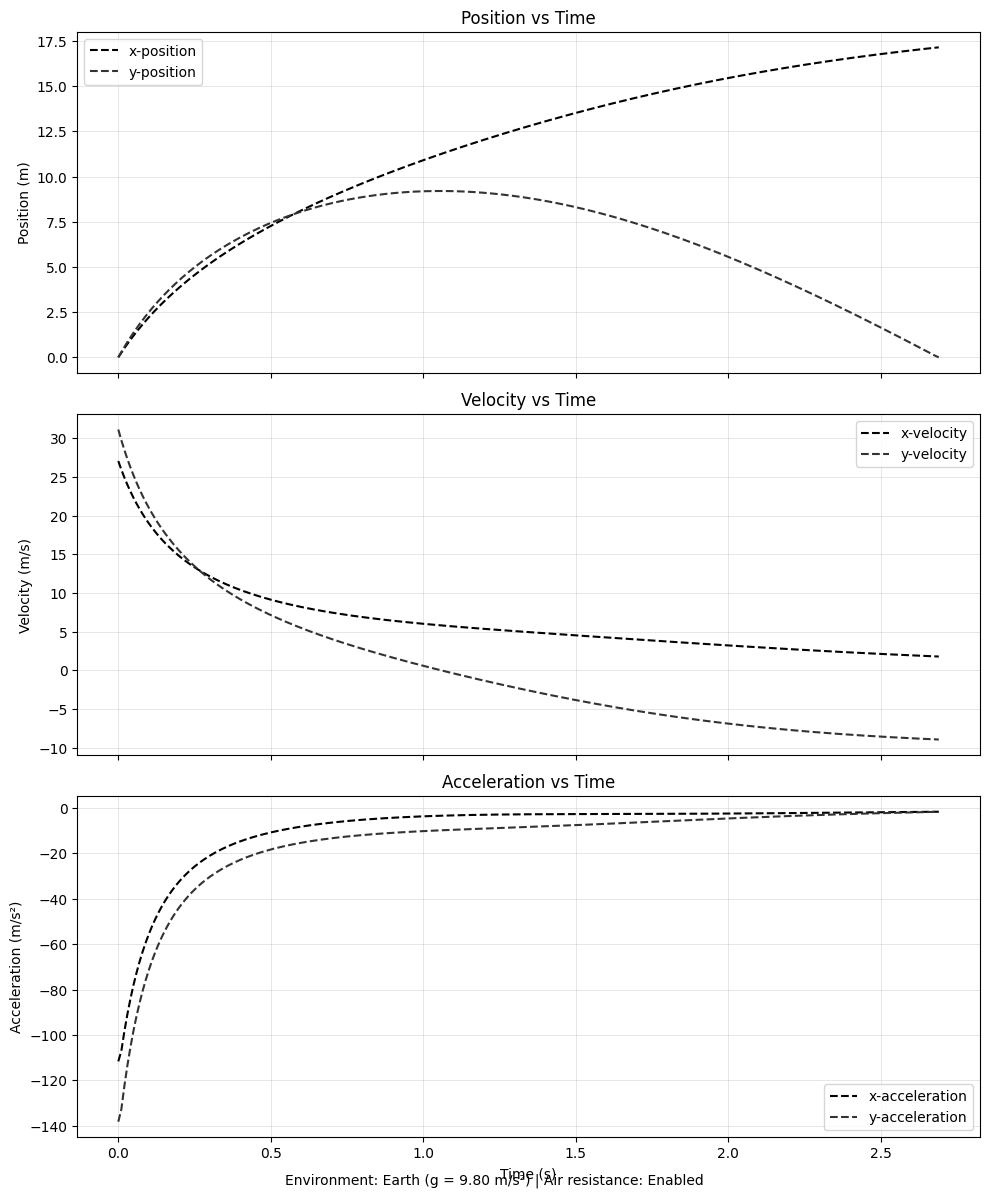 Position vs Time
17.5
15.0
12.5
10.0
7.5
5.0
2.5
0.0
Position (m)
x-position
y-position
Velocity vs Time
30
25
20
15
10
5
0
−5
−10
Velocity (m/s)
x-velocity
y-velocity
Acceleration vs Time
0
−20
−40
−60
−80
−100
−120
−140
Acceleration (m/s²)
x-acceleration
y-acceleration
0.0 0.5 1.0 1.5 2.0 2.5
Time (s)
Environment: Earth (g = 9.80 m/s²) | Air resistance: Enabled